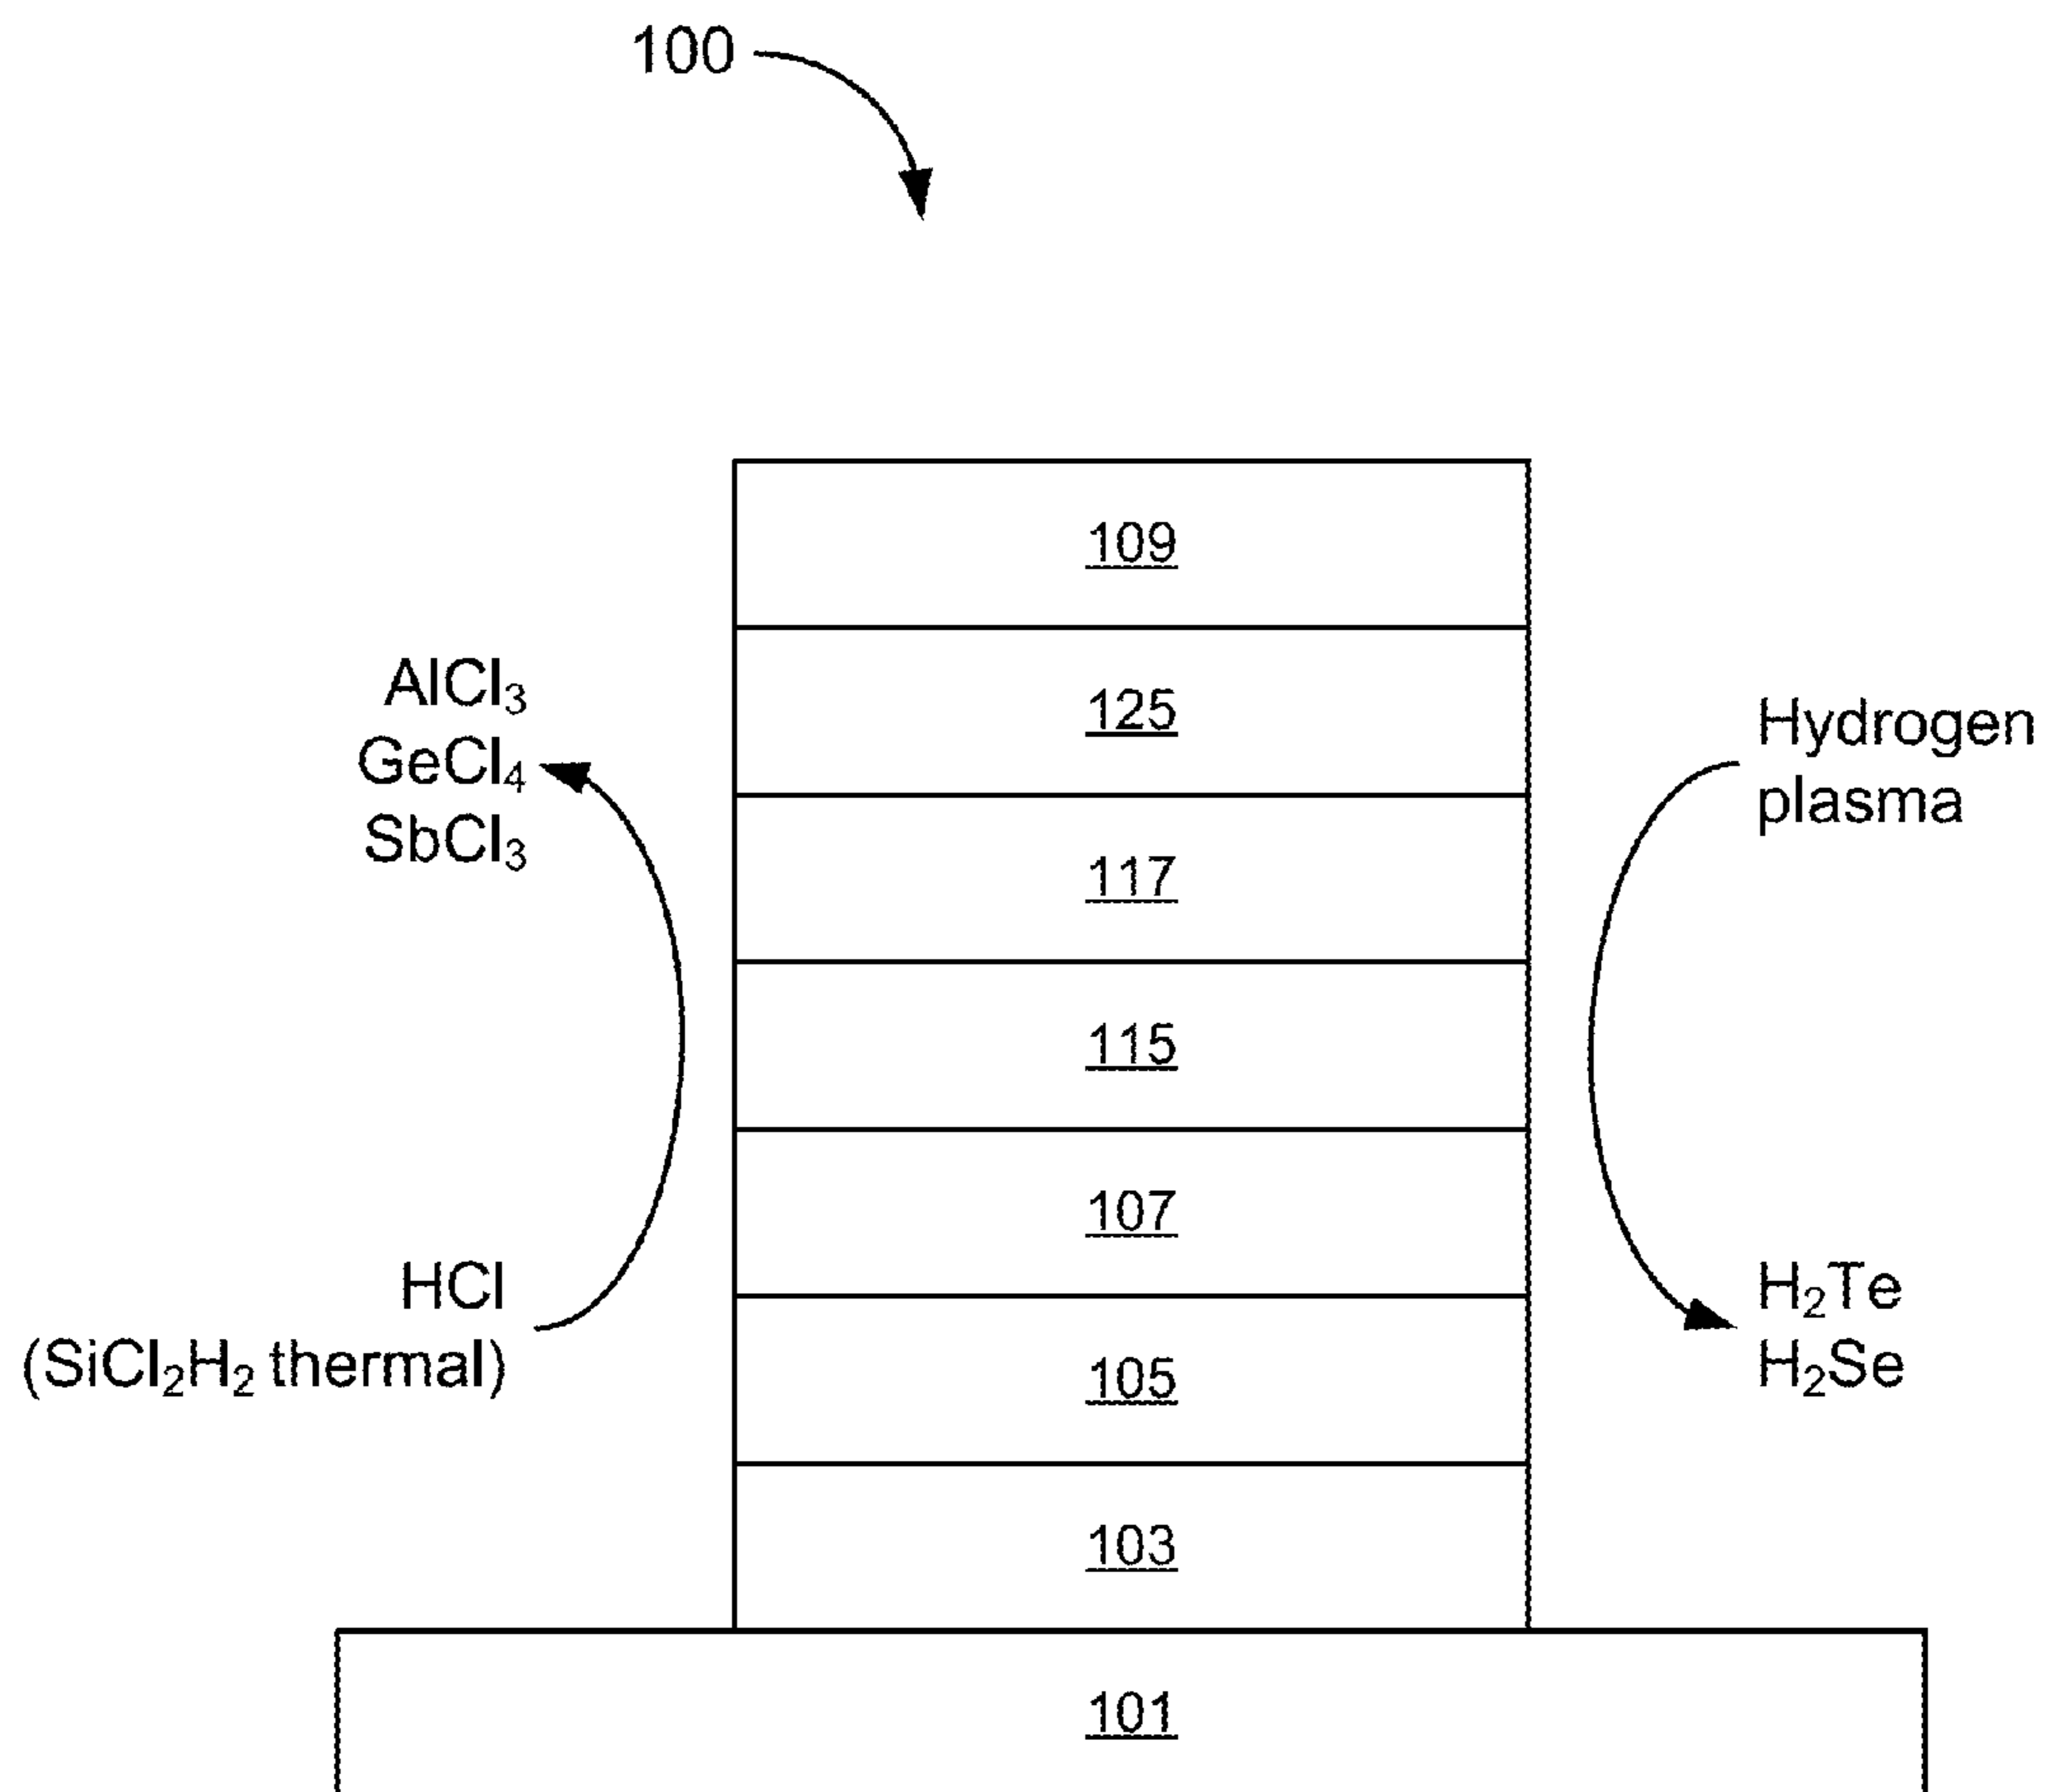 100
109
125
117
115
107
105
103
101
AlCl₃
GeCl₄
SbCl₃
HCl
(SiCl₂H₂ thermal)
Hydrogen
plasma
H₂Te
H₂Se